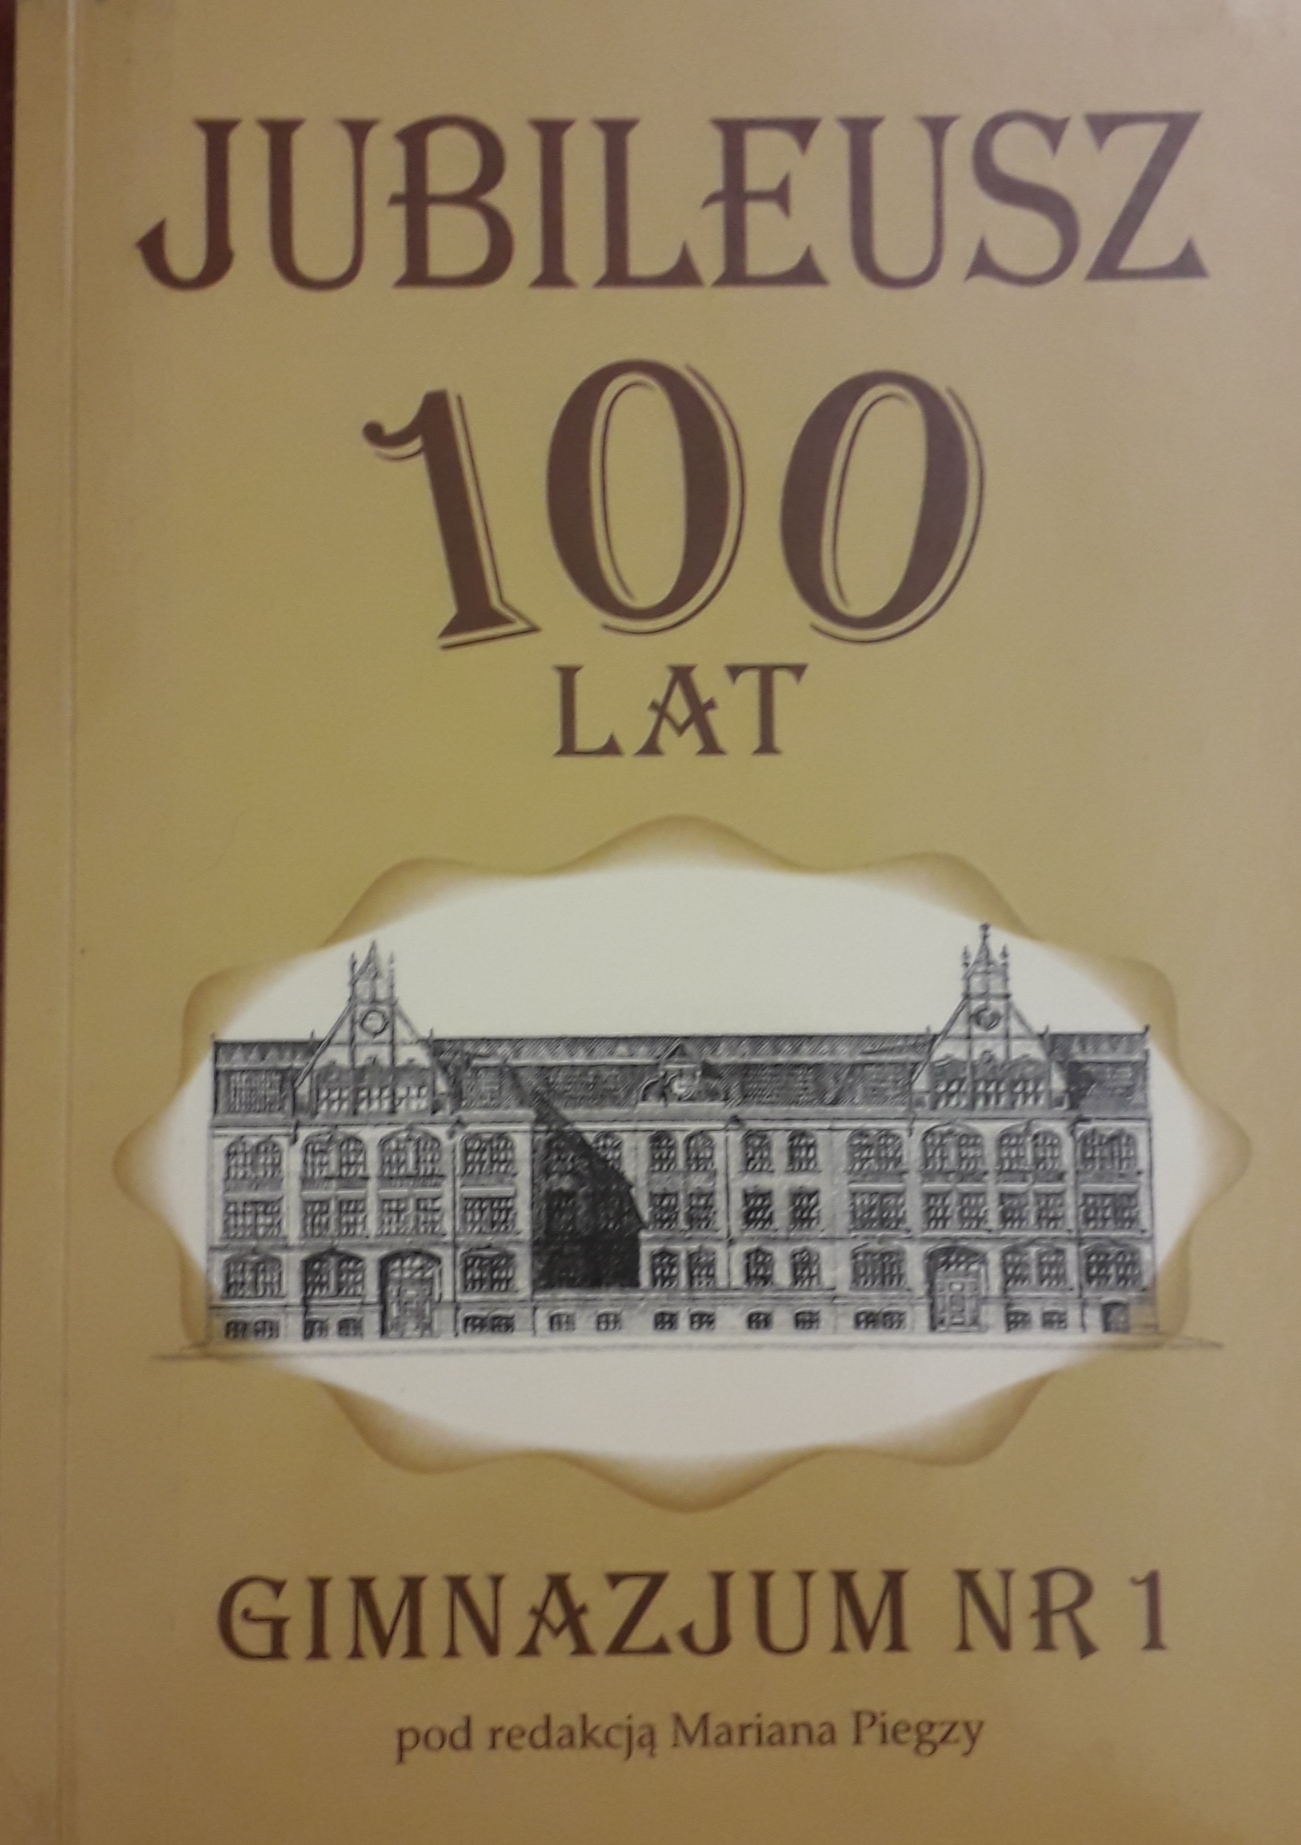 JUBILEUSZ
100
LAT
GIMNAZJUM NR 1
pod redakcją Mariana Piegzy